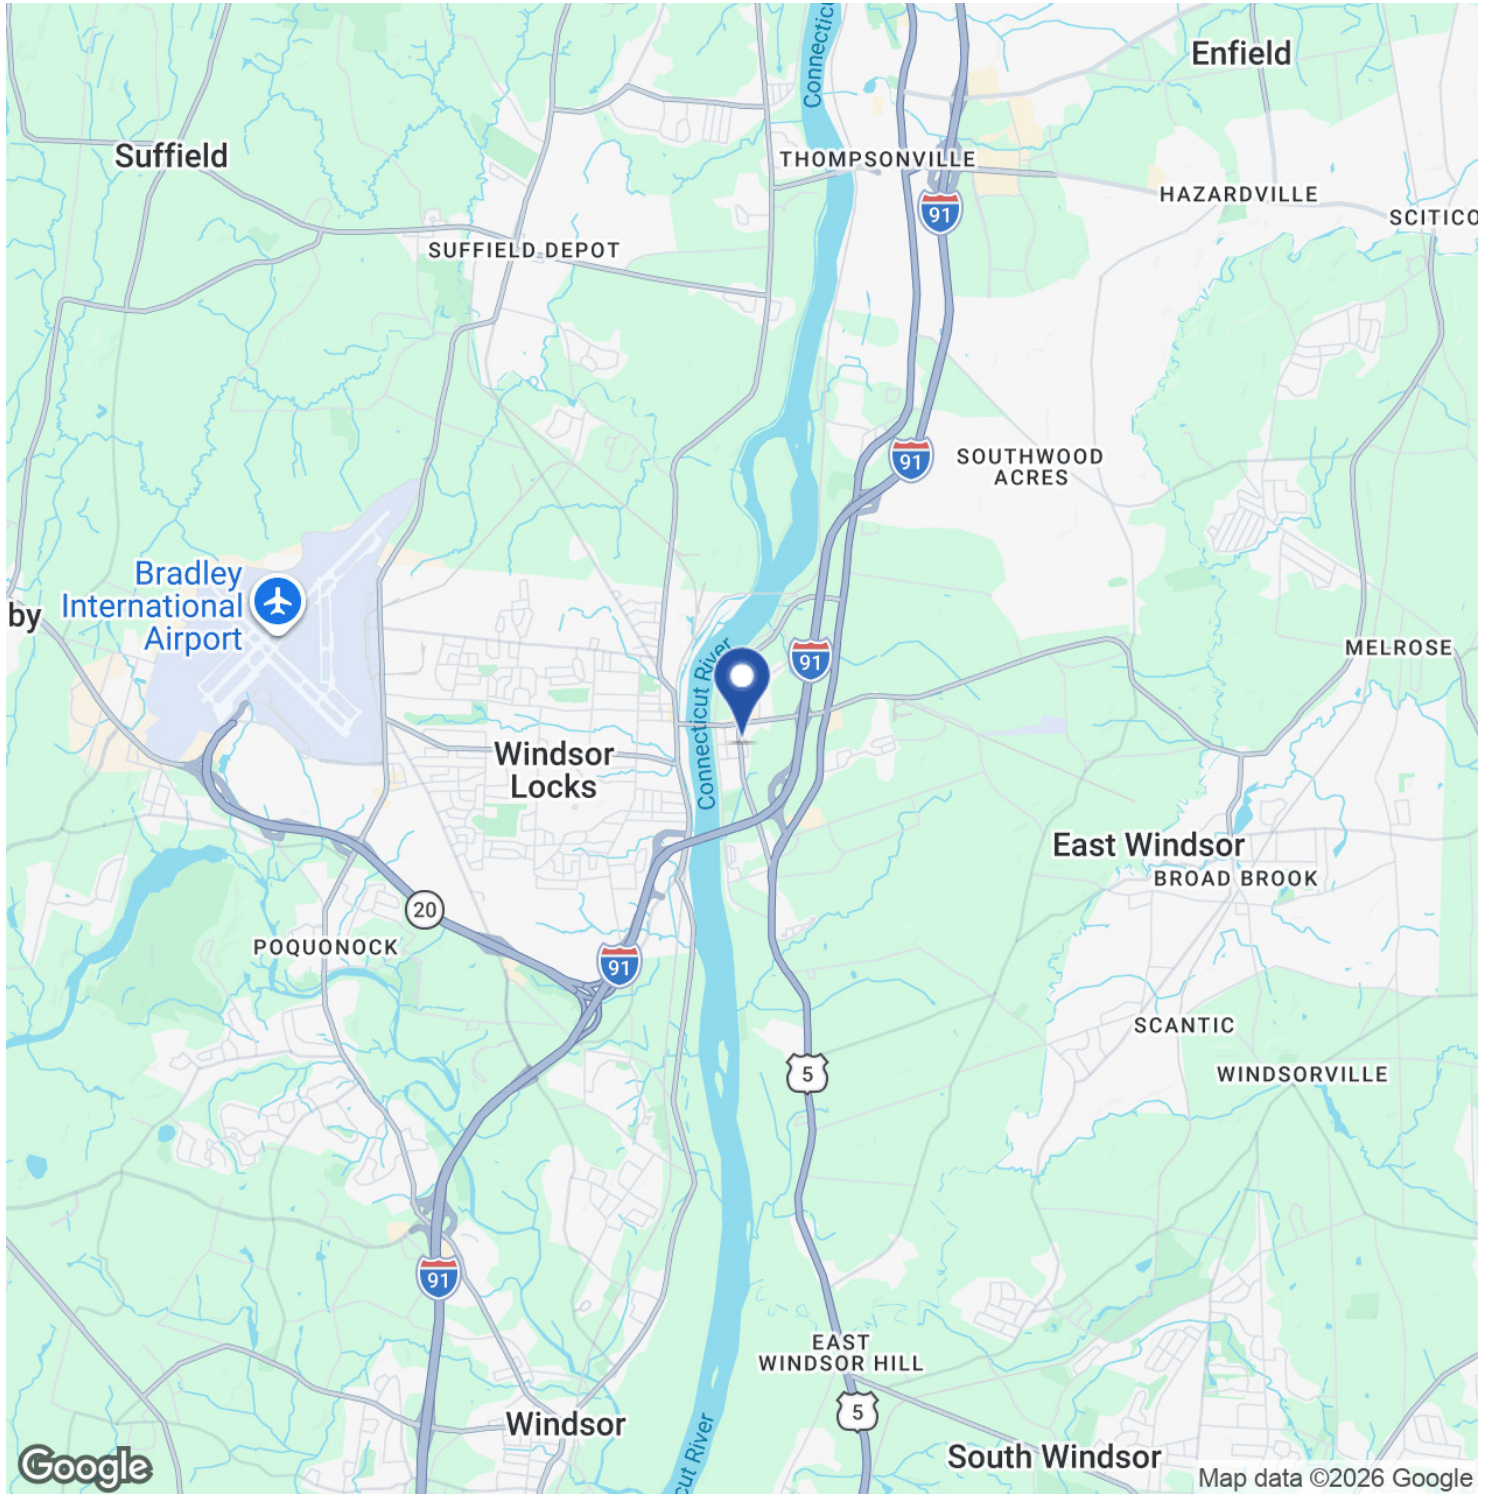 Connecticu
Enfield
Suffield
THOMPSONVILLE
HAZARDVILLE
91
SCITICO
SUFFIELD DEPOT
91
SOUTHWOOD
ACRES
Bradley
International
Airport
by
MELROSE
91
Connecticut River
Windsor
Locks
East Windsor
BROAD BROOK
20
POQUONOCK
91
SCANTIC
5
WINDSORVILLE
91
EAST
WINDSOR HILL
5
Windsor
cut River
South Windsor
Google
Map data ©2026 Google